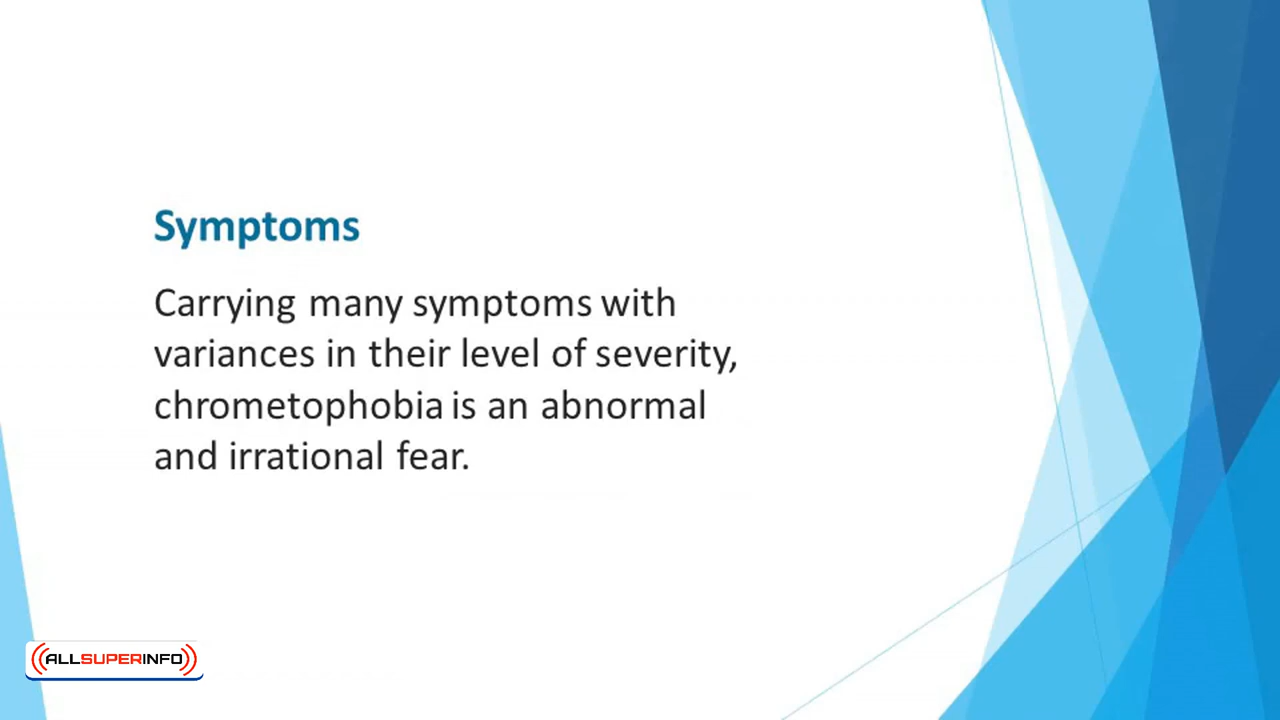 Symptoms
Carrying many symptoms with
variances in their level of severity,
chrometophobia is an abnormal
and irrational fear.
ALLSUPERINFO